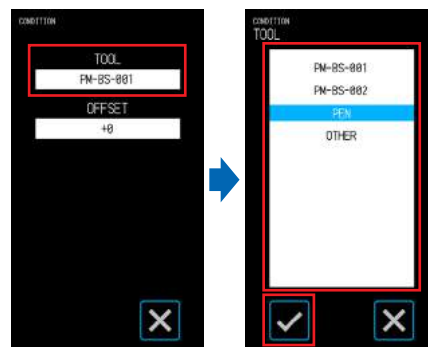 CONDITION
TOOL
PM-BS-001
OFFSET
+0
CONDITION
TOOL
PM-BS-001
PM-BS-002
PEN
OTHER